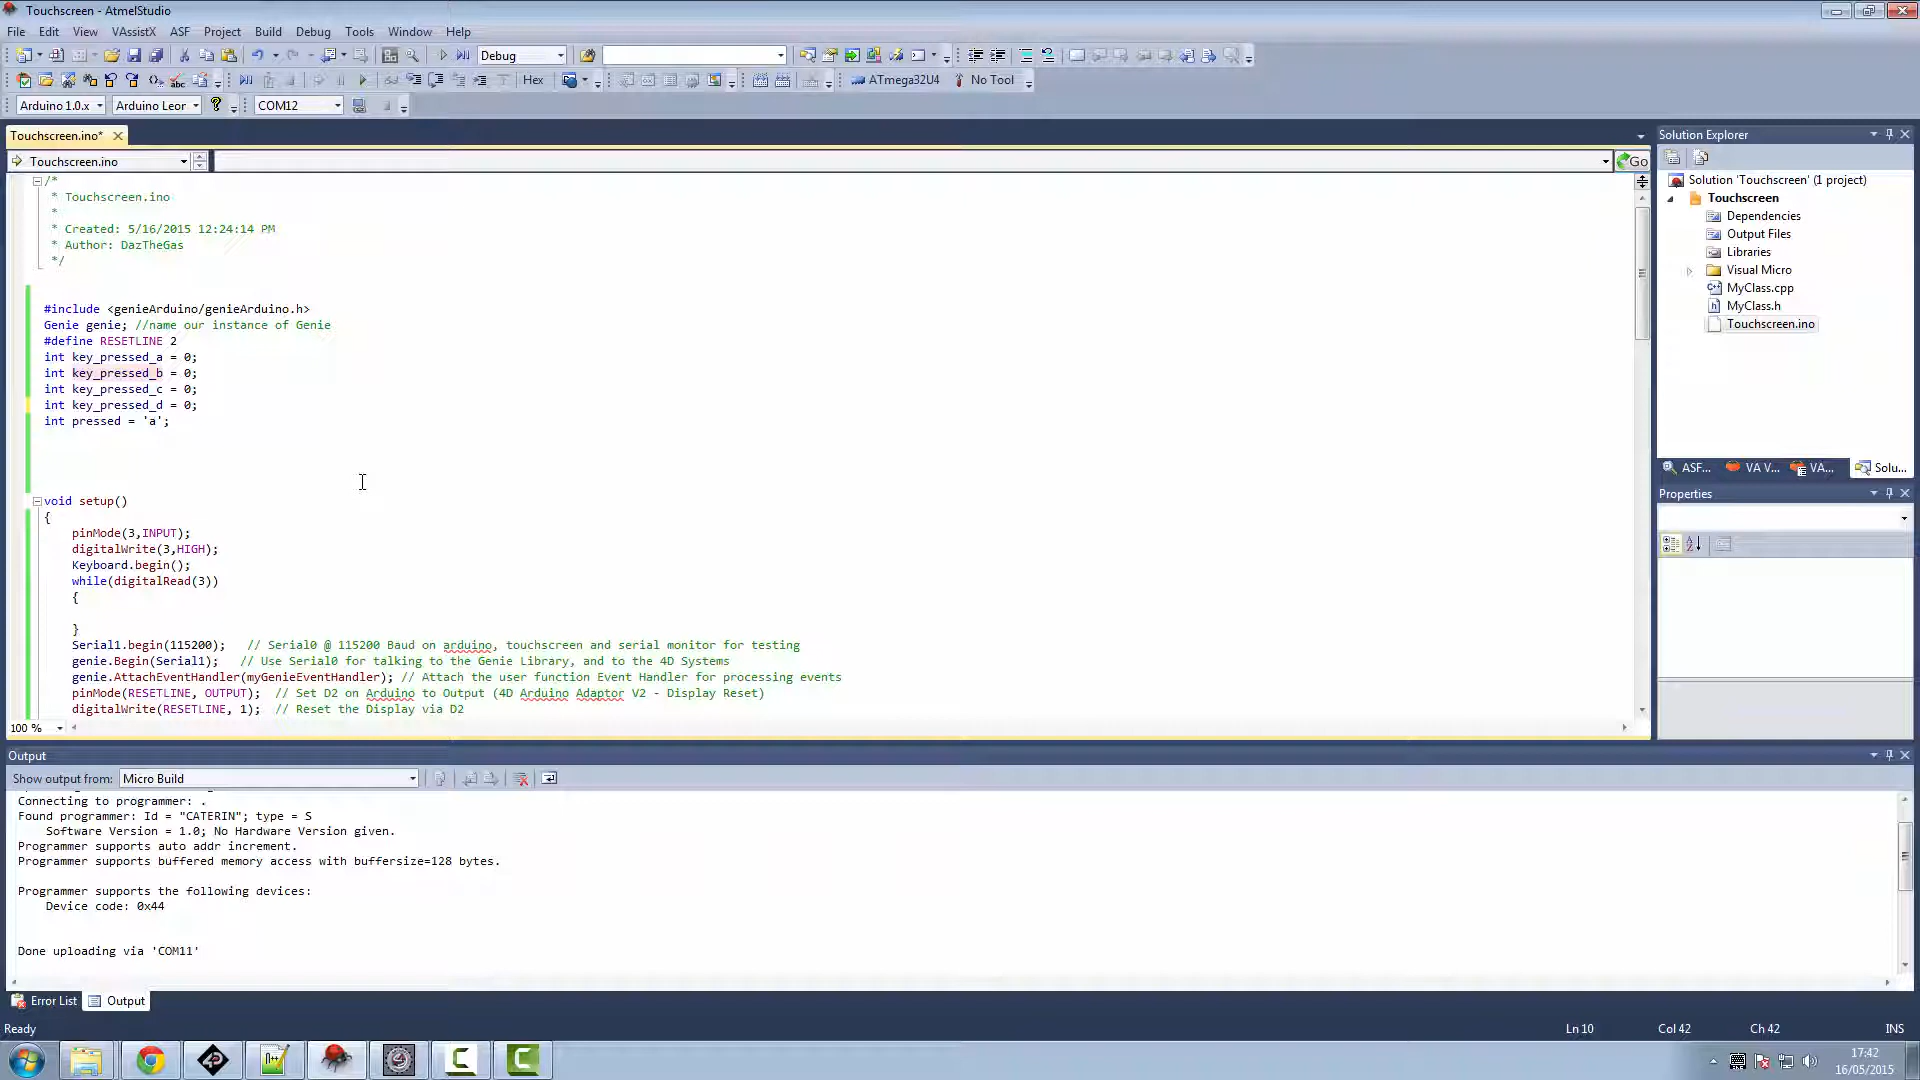 Touchscreen - AtmelStudio
File Edit View VAssistX ASF Project Build Debug Tools Window Help
Debug
Hex ATmega32U4 No Tool
Arduino 1.0.x Arduino Leor COM12
Touchscreen.ino*
Touchscreen.ino Go
/*
* Touchscreen.ino
*
* Created: 5/16/2015 12:24:14 PM
* Author: DazTheGas
*/
#include <genieArduino/genieArduino.h>
Genie genie; //name our instance of Genie
#define RESETLINE 2
int key_pressed_a = 0;
int key_pressed_b = 0;
int key_pressed_c = 0;
int key_pressed_d = 0;
int pressed = 'a';
void setup()
{
pinMode(3,INPUT);
digitalWrite(3,HIGH);
Keyboard.begin();
while(digitalRead(3))
{
}
Serial1.begin(115200); // Serial0 @ 115200 Baud on arduino, touchscreen and serial monitor for testing
genie.Begin(Serial1); // Use Serial0 for talking to the Genie Library, and to the 4D Systems
genie.AttachEventHandler(myGenieEventHandler); // Attach the user function Event Handler for processing events
pinMode(RESETLINE, OUTPUT); // Set D2 on Arduino to Output (4D Arduino Adaptor V2 - Display Reset)
digitalWrite(RESETLINE, 1); // Reset the Display via D2
100 %
Solution Explorer
Solution 'Touchscreen' (1 project)
Touchscreen
Dependencies
Output Files
Libraries
Visual Micro
MyClass.cpp
MyClass.h
Touchscreen.ino
ASF... VA V... VA... Solu...
Properties
Output
Show output from: Micro Build
Connecting to programmer: .
Found programmer: Id = "CATERIN"; type = S
Software Version = 1.0; No Hardware Version given.
Programmer supports auto addr increment.
Programmer supports buffered memory access with buffersize=128 bytes.
Programmer supports the following devices:
Device code: 0x44
Done uploading via 'COM11'
Error List Output
Ready Ln 10 Col 42 Ch 42 INS
17:42
16/05/2015